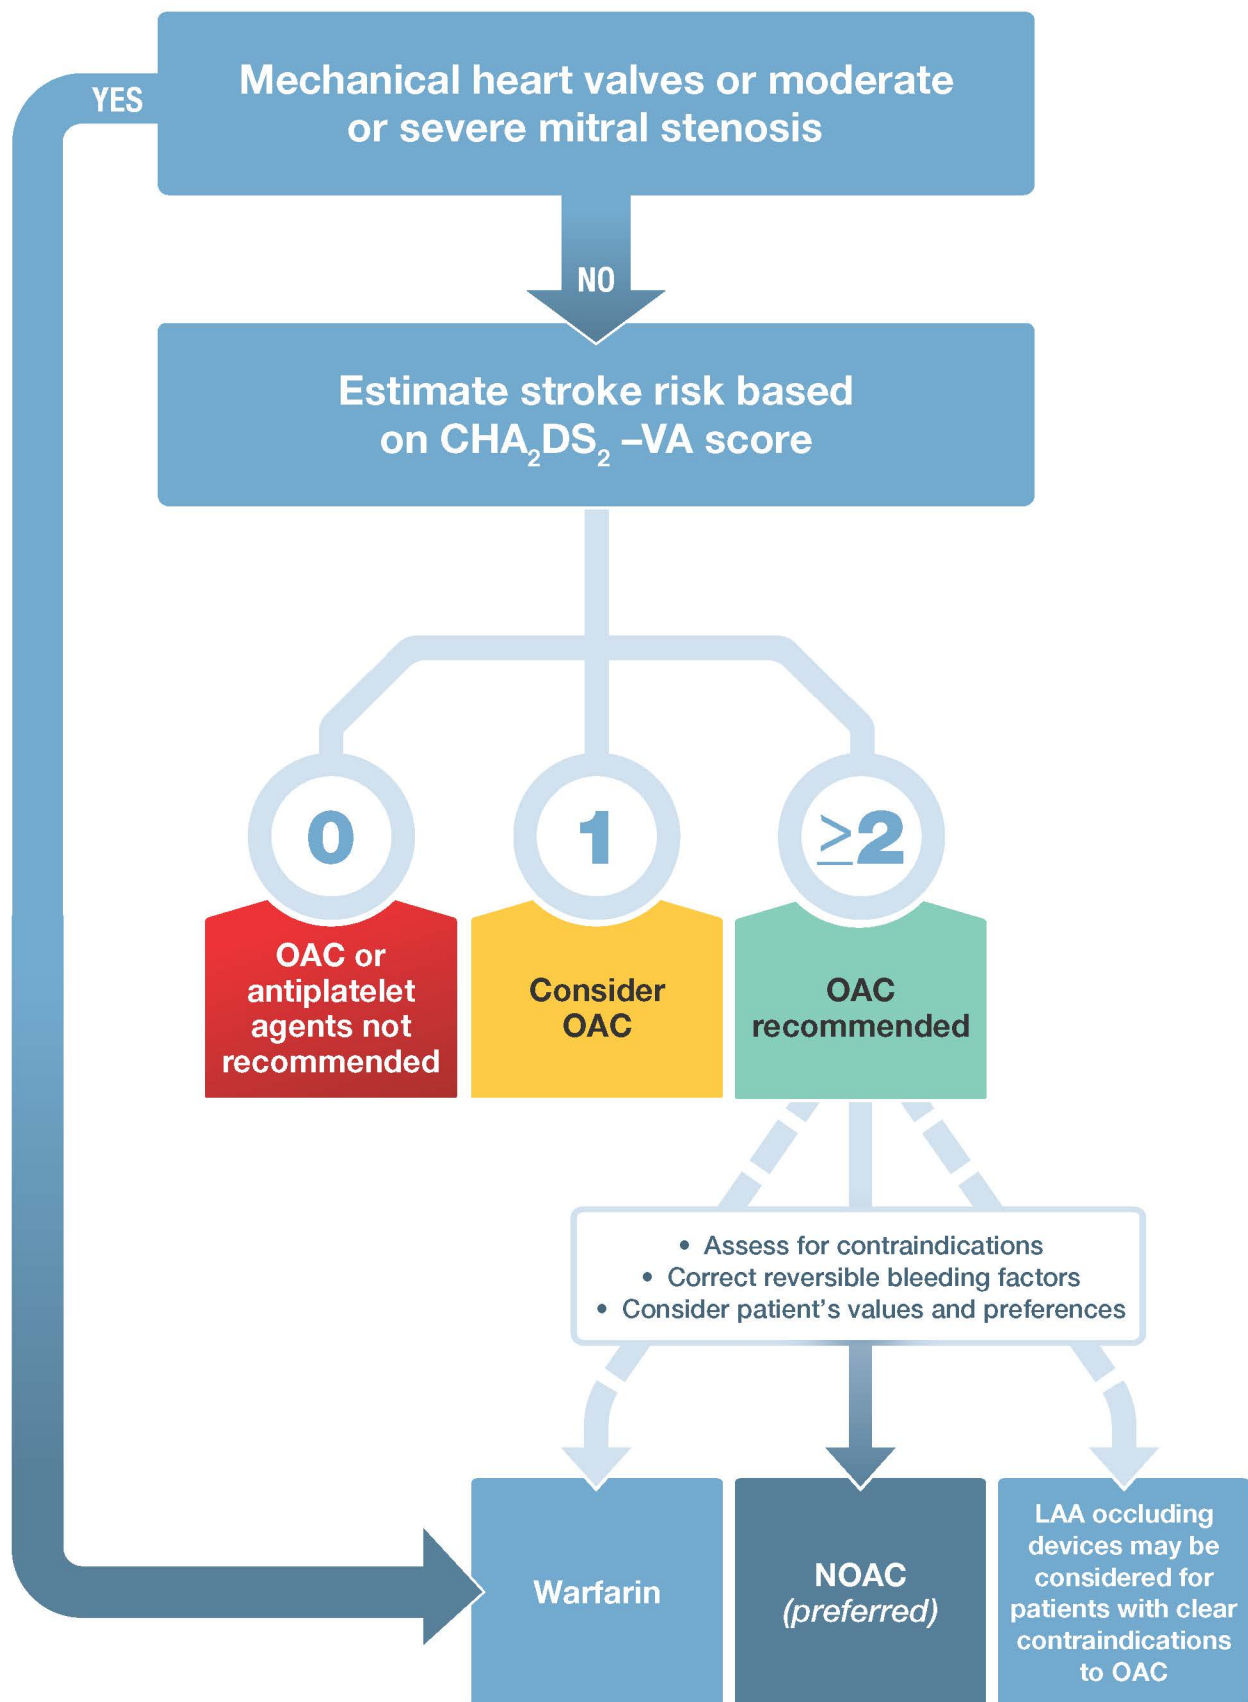 Mechanical heart valves or moderate
or severe mitral stenosis
YES
NO
Estimate stroke risk based
on CHA₂DS₂ –VA score
0
1
≥2
OAC or
antiplatelet
agents not
recommended
Consider
OAC
OAC
recommended
• Assess for contraindications
• Correct reversible bleeding factors
• Consider patient’s values and preferences
Warfarin
NOAC
(preferred)
LAA occluding
devices may be
considered for
patients with clear
contraindications
to OAC